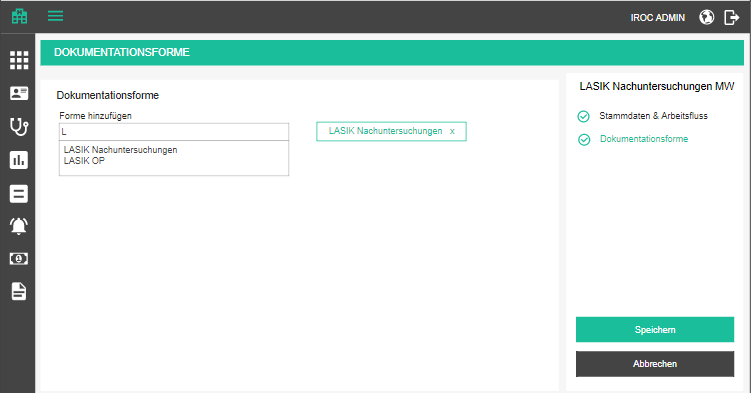 IROC ADMIN
DOKUMENTATIONSFORME
Dokumentationsforme
Forme hinzufügen
L
LASIK Nachuntersuchungen
LASIK OP
LASIK Nachuntersuchungen x
LASIK Nachuntersuchungen MW
Stammdaten & Arbeitsfluss
Dokumentationsforme
Speichern
Abbrechen